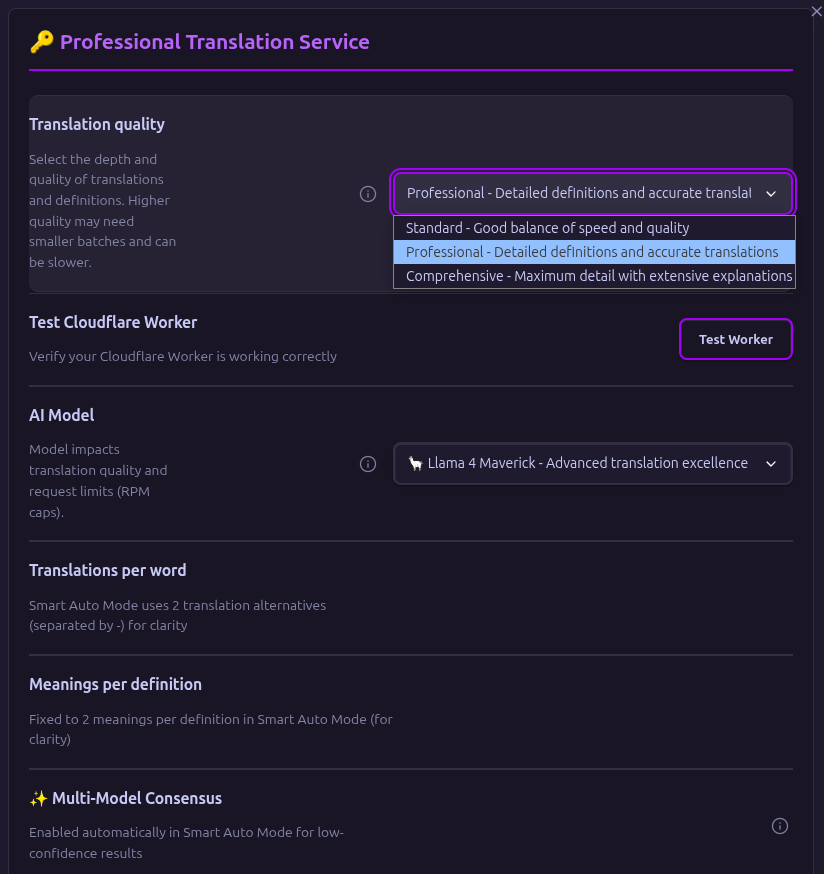 🔑 Professional Translation Service
Translation quality
Select the depth and
quality of translations
and definitions. Higher
quality may need
smaller batches and can
be slower.
Professional - Detailed definitions and accurate translat
Standard - Good balance of speed and quality
Professional - Detailed definitions and accurate translations
Comprehensive - Maximum detail with extensive explanations
Test Cloudflare Worker
Verify your Cloudflare Worker is working correctly
Test Worker
AI Model
Model impacts
translation quality and
request limits (RPM
caps).
🦙 Llama 4 Maverick - Advanced translation excellence
Translations per word
Smart Auto Mode uses 2 translation alternatives
(separated by -) for clarity
Meanings per definition
Fixed to 2 meanings per definition in Smart Auto Mode (for
clarity)
✨ Multi-Model Consensus
Enabled automatically in Smart Auto Mode for low-
confidence results